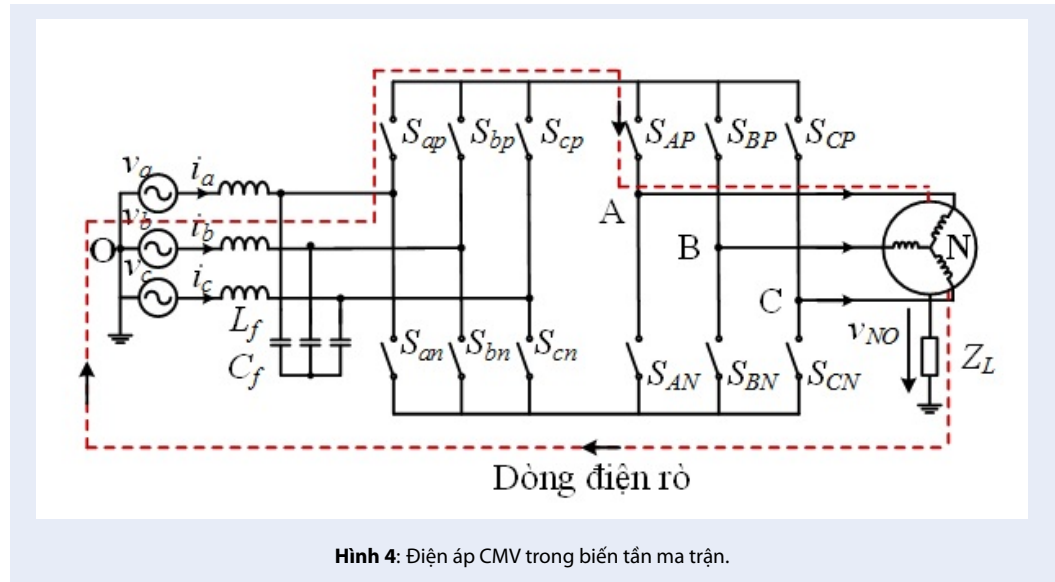 S_ap S_bp S_cp S_AP S_BP S_CP
v_a i_a
A
v_b i_b
O B N
v_c i_c
C
L_f
v_NO
C_f S_an S_bn S_cn S_AN S_BN S_CN Z_L
Dòng điện rò
Hình 4: Điện áp CMV trong biến tần ma trận.